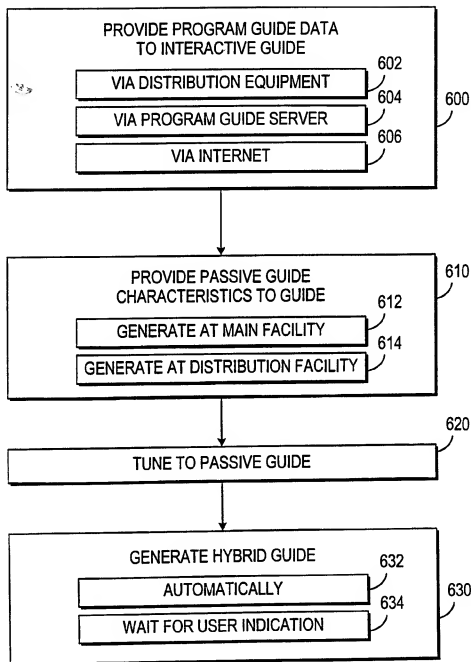 PROVIDE PROGRAM GUIDE DATA
TO INTERACTIVE GUIDE
VIA DISTRIBUTION EQUIPMENT
602
VIA PROGRAM GUIDE SERVER
604
VIA INTERNET
606
600
PROVIDE PASSIVE GUIDE
CHARACTERISTICS TO GUIDE
GENERATE AT MAIN FACILITY
612
GENERATE AT DISTRIBUTION FACILITY
614
610
TUNE TO PASSIVE GUIDE
620
GENERATE HYBRID GUIDE
AUTOMATICALLY
632
WAIT FOR USER INDICATION
634
630